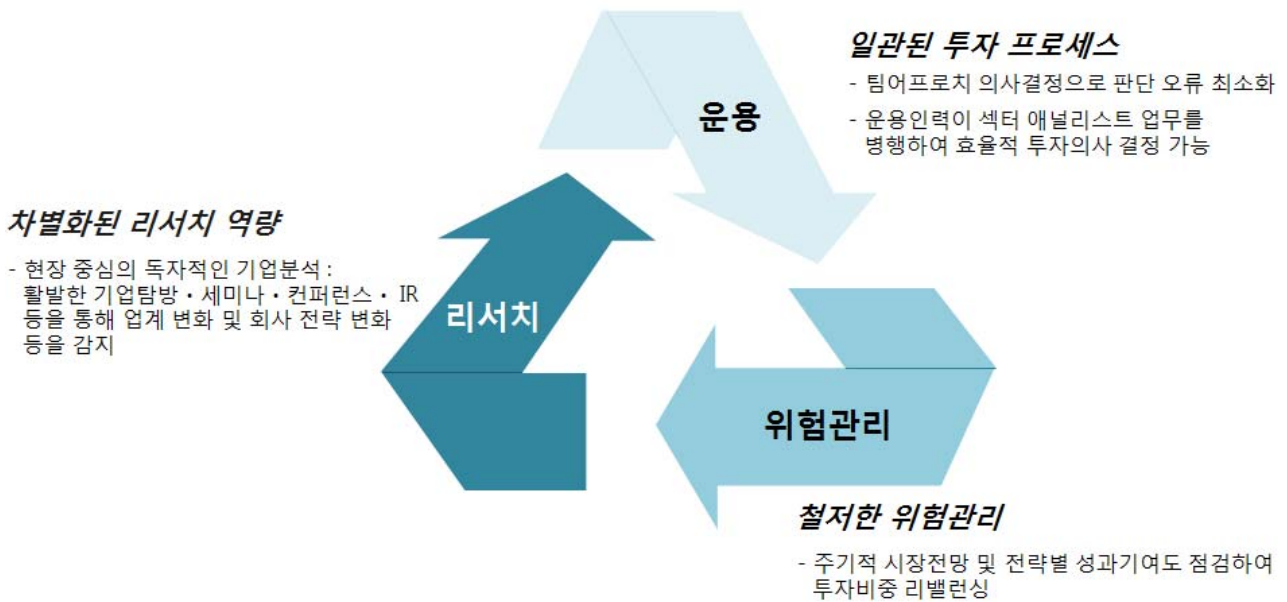 일관된 투자 프로세스
- 팀어프로치 의사결정으로 판단 오류 최소화
- 운용인력이 섹터 애널리스트 업무를
병행하여 효율적 투자의사 결정 가능
운용
차별화된 리서치 역량
- 현장 중심의 독자적인 기업분석 :
활발한 기업탐방・세미나・컨퍼런스・ IR
등을 통해 업계 변화 및 회사 전략 변화
등을 감지
리서치
위험관리
철저한 위험관리
- 주기적 시장전망 및 전략별 성과기여도 점검하여
투자비중 리밸런싱